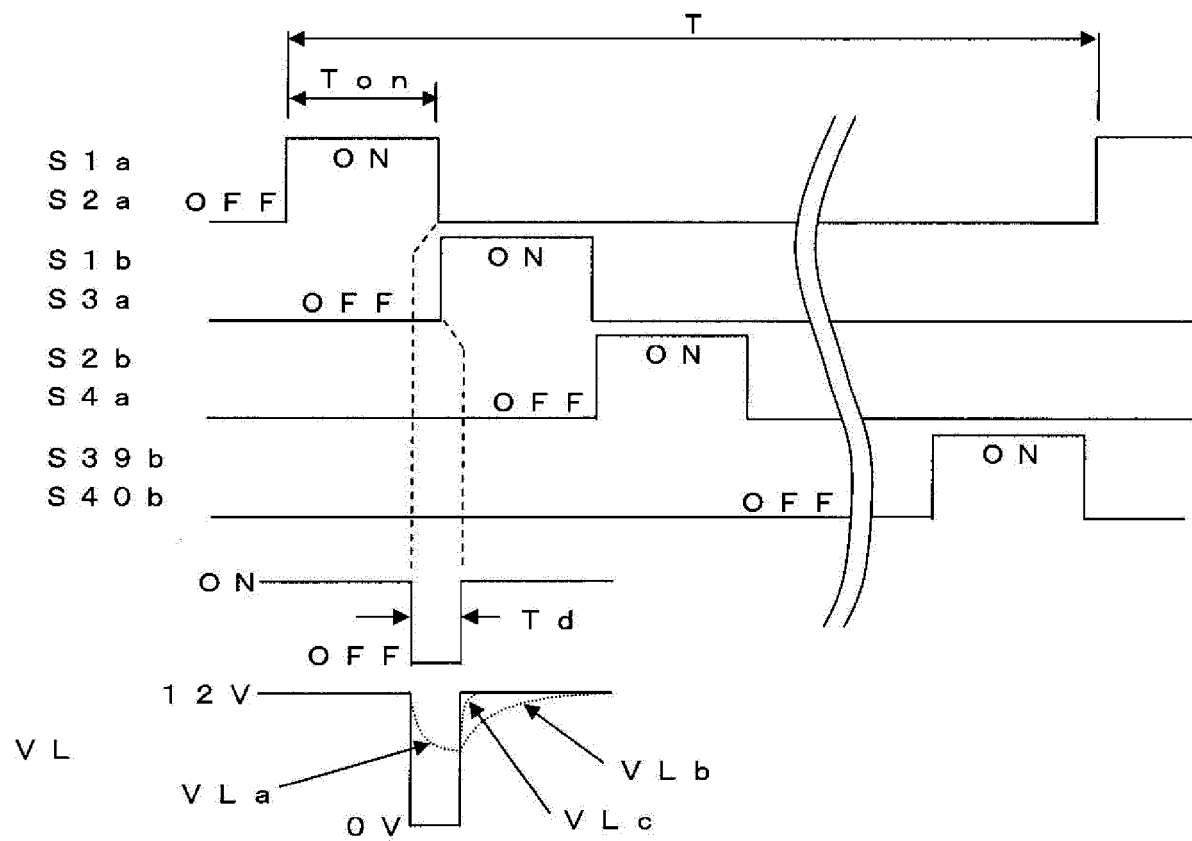 T
Ton
S1a
S2a
ON
OFF
S1b
S3a
ON
OFF
S2b
S4a
ON
OFF
S39b
S40b
ON
OFF
ON
Td
OFF
12V
VL
VLa
VLb
VLc
0V